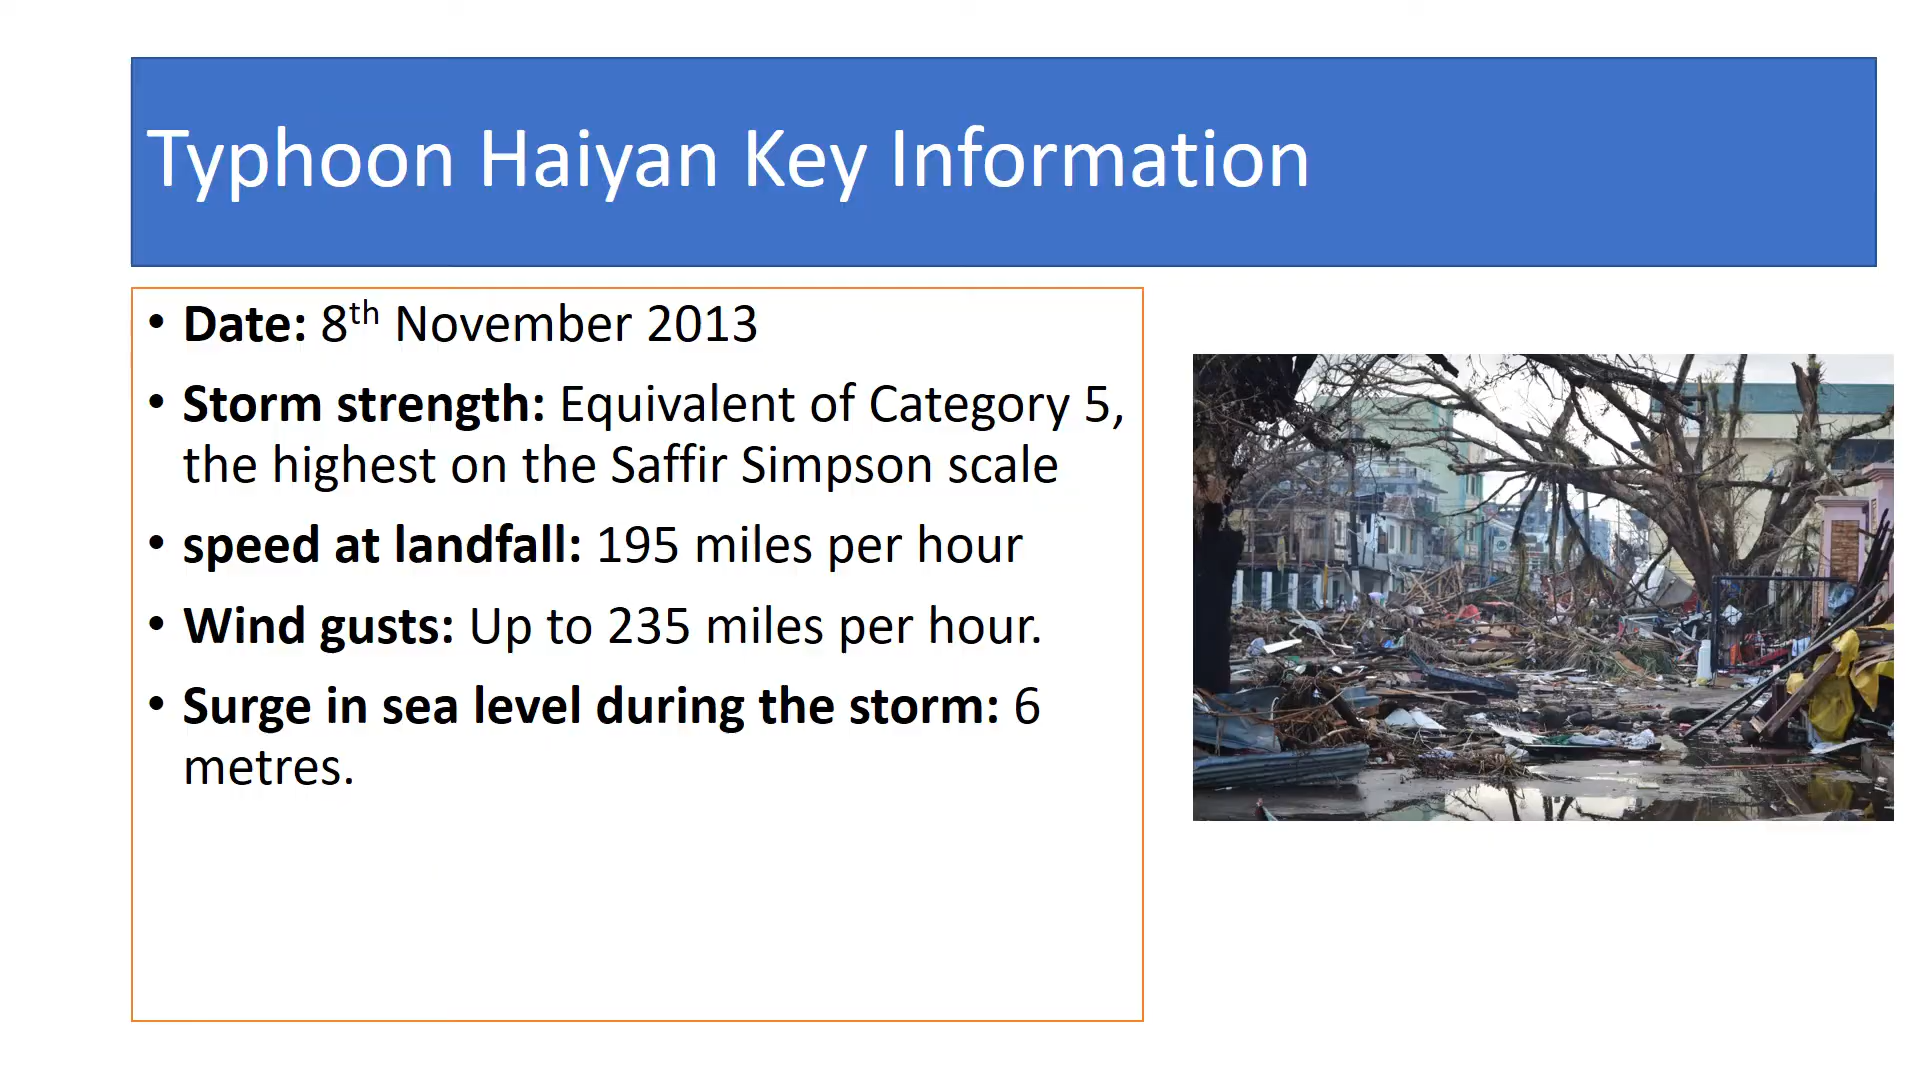 Typhoon Haiyan Key Information
• Date: 8th November 2013
• Storm strength: Equivalent of Category 5,
the highest on the Saffir Simpson scale
• speed at landfall: 195 miles per hour
• Wind gusts: Up to 235 miles per hour.
• Surge in sea level during the storm: 6
metres.